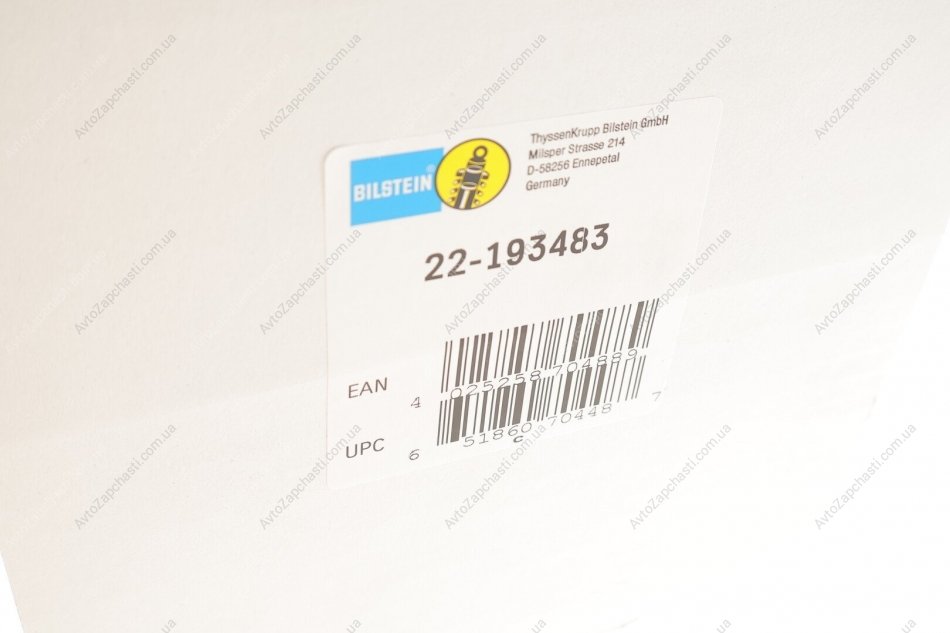 BILSTEIN®
ThyssenKrupp Bilstein GmbH
Milsper Strasse 214
D-58256 Ennepetal
Germany
22-193483
EAN 4 025258 704889
UPC 6 51860 70448 7
C
AvtoZapchasti.com.ua